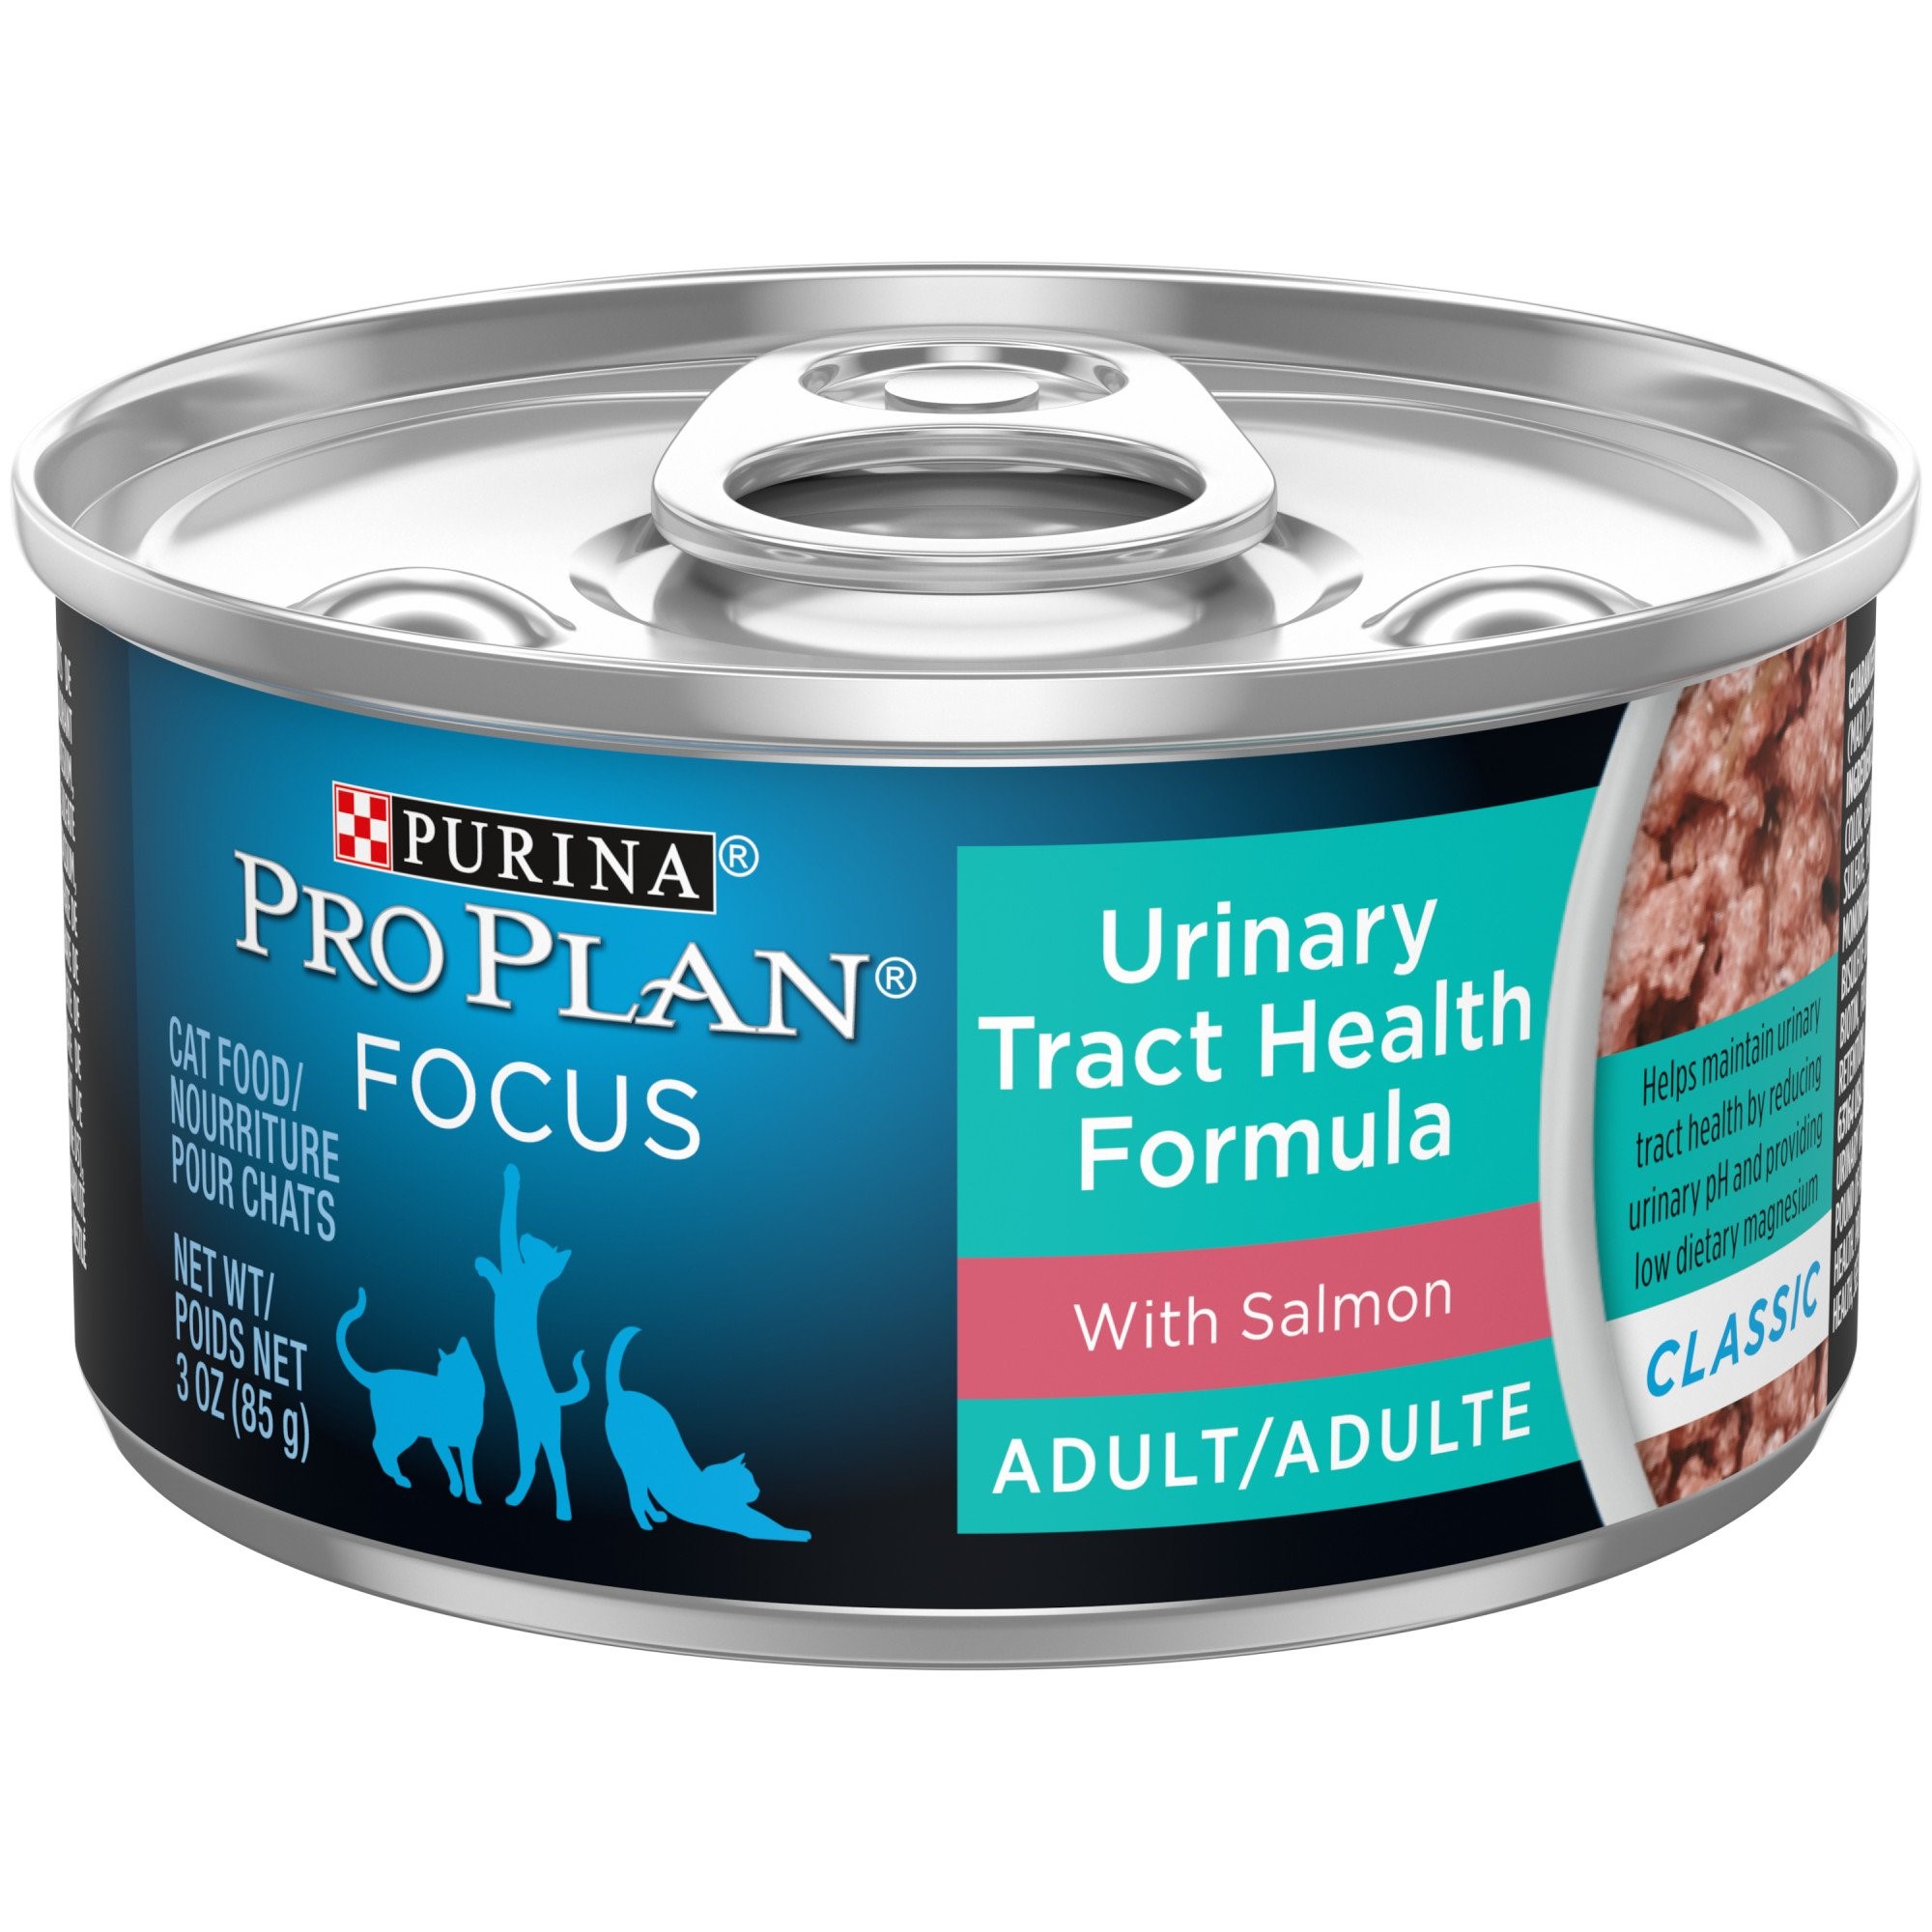 PURINA®
PRO PLAN®
FOCUS
CAT FOOD/
NOURRITURE
POUR CHATS
NET WT/
POIDS NET
3 OZ (85 g)
Urinary
Tract Health
Formula
With Salmon
ADULT/ADULTE
Helps maintain urinary
tract health by reducing
urinary pH and providing
low dietary magnesium
CLASSIC